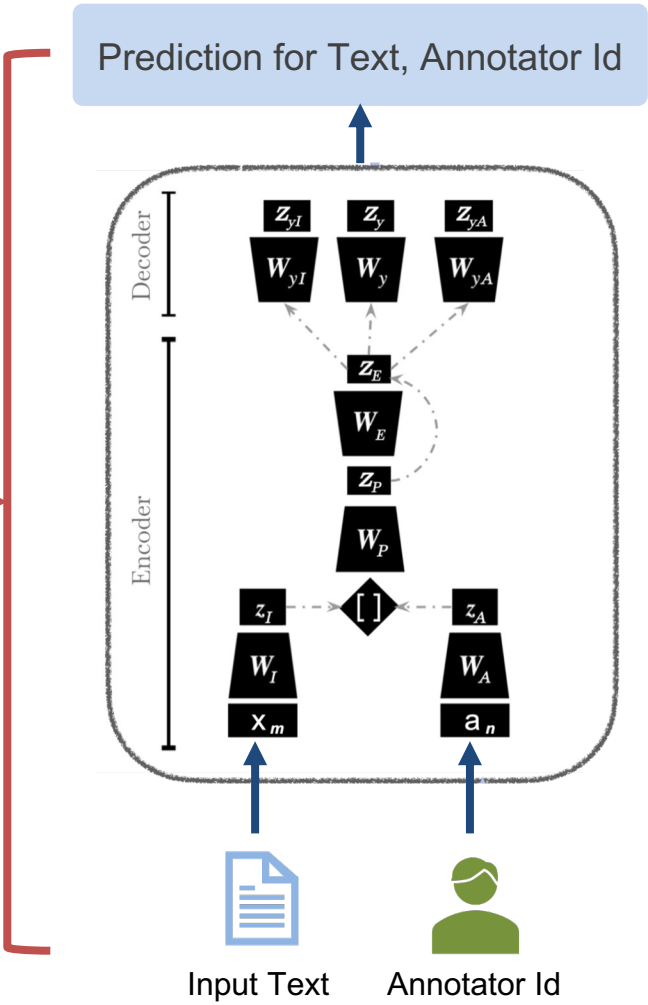 Prediction for Text, Annotator Id
Decoder
z_yI z_y z_yA
W_yI W_y W_yA
z_E
W_E
z_P
Encoder
W_P
z_I [ ] z_A
W_I W_A
x_m a_n
Input Text Annotator Id